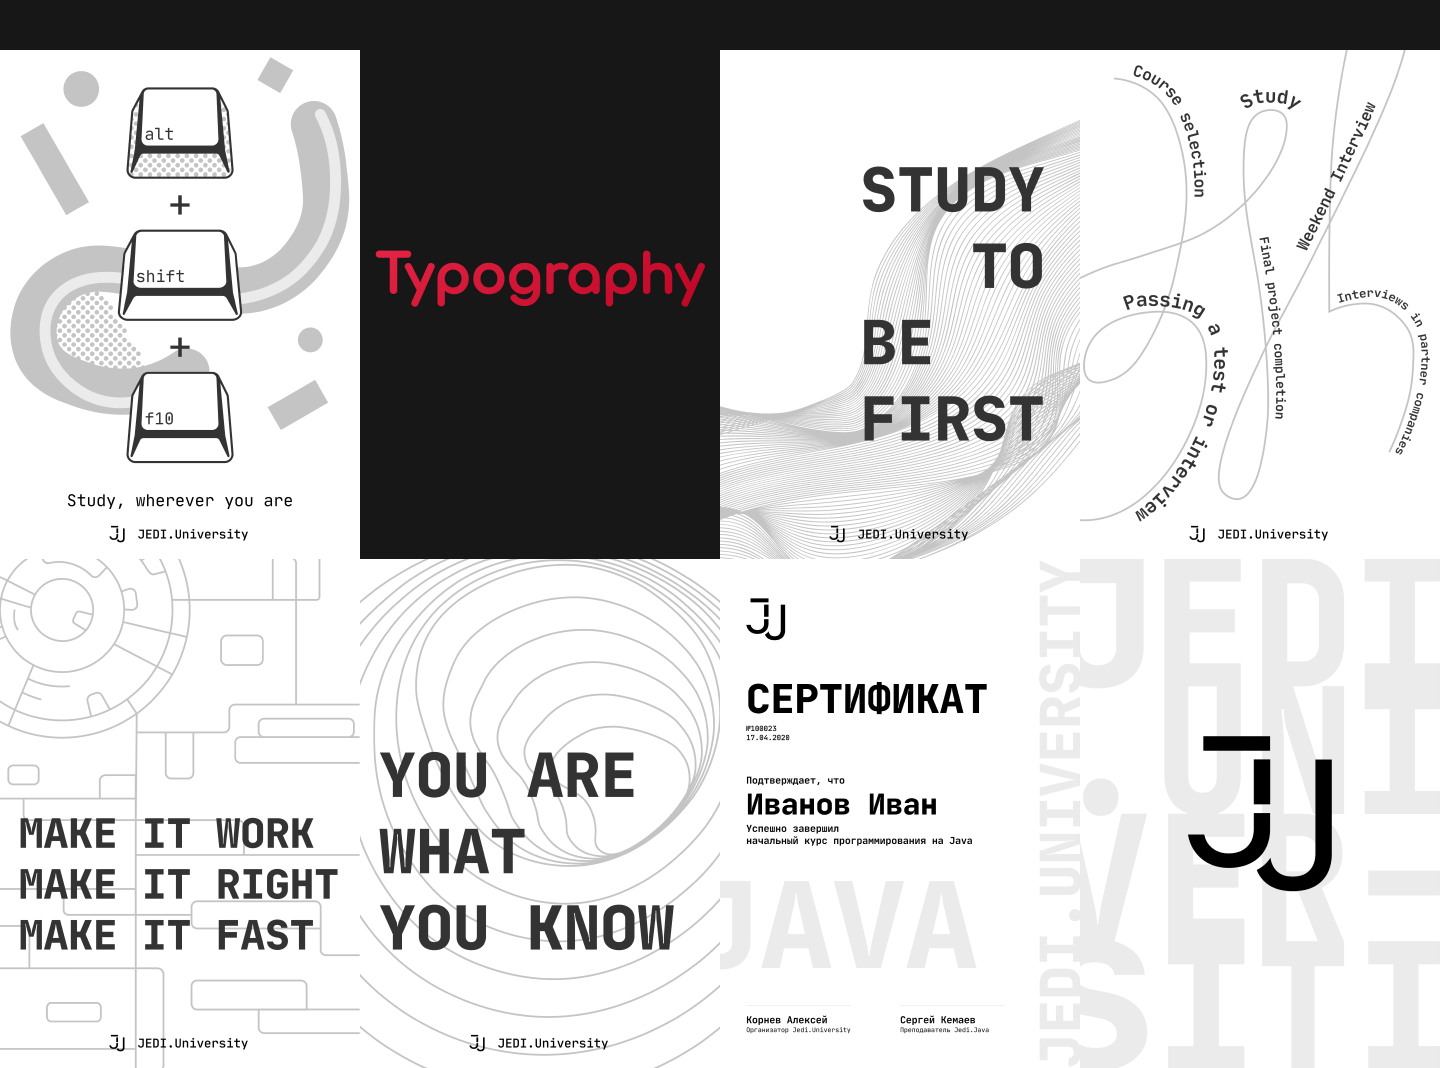 alt
+
shift
+
f10
Study, wherever you are
JEDI.University
Typography
STUDY
TO
BE
FIRST
JEDI.University
Course selection
Study
Weekend Interview
Final project completion
Passing a test or interview
Interviews in partner companies
JEDI.University
MAKE IT WORK
MAKE IT RIGHT
MAKE IT FAST
JEDI.University
YOU ARE
WHAT
YOU KNOW
JEDI.University
СЕРТИФИКАТ
№100023
17.04.2020
Подтверждает, что
Иванов Иван
Успешно завершил
начальный курс программирования на Java
JAVA
Корнев Алексей
Организатор Jedi.University
Сергей Кемаев
Преподаватель Jedi.Java
JEDI.UNIVERSITY
JEDI
.UN
iVER
SITI